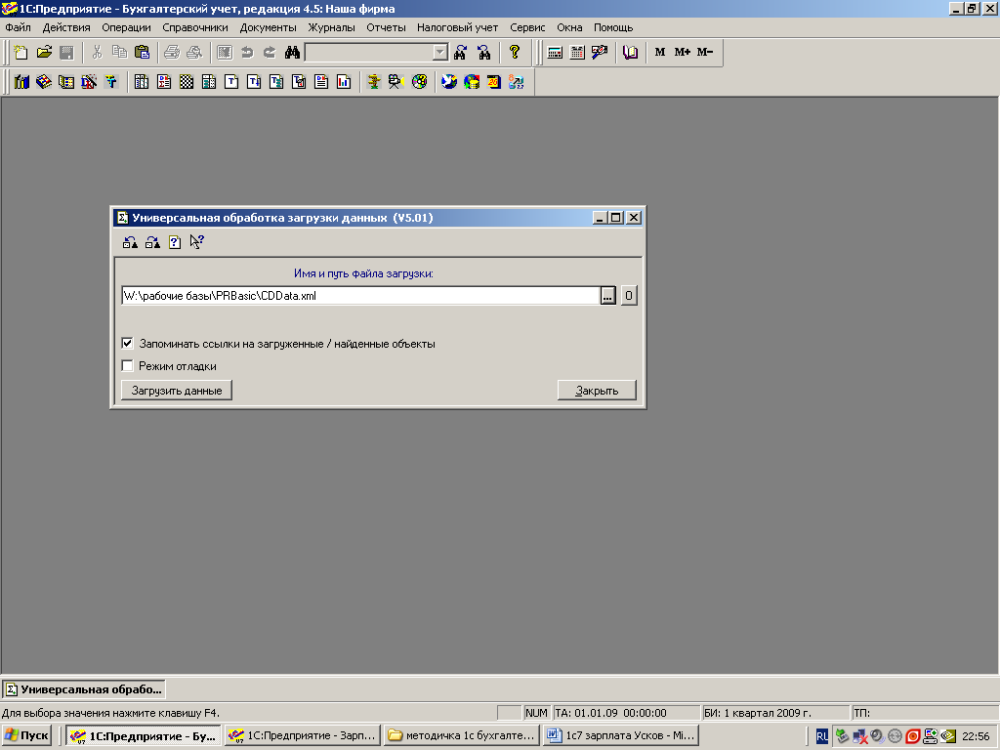 1С:Предприятие - Бухгалтерский учет, редакция 4.5: Наша фирма
Файл Действия Операции Справочники Документы Журналы Отчеты Налоговый учет Сервис Окна Помощь
M M+ M-
Универсальная обработка загрузки данных (V5.01)
Имя и путь файла загрузки:
W:\рабочие базы\PRBasic\CDData.xml ... 0
Запоминать ссылки на загруженные / найденные объекты
Режим отладки
Загрузить данные Закрыть
Универсальная обрабо...
Для выбора значения нажмите клавишу F4. NUM ТА: 01.01.09 00:00:00 БИ: 1 квартал 2009 г. ТП:
Пуск 1С:Предприятие - Бу... 1С:Предприятие - Зарп... методичка 1с бухгалте... 1с7 зарплата Усков - Mi... RL 22:56